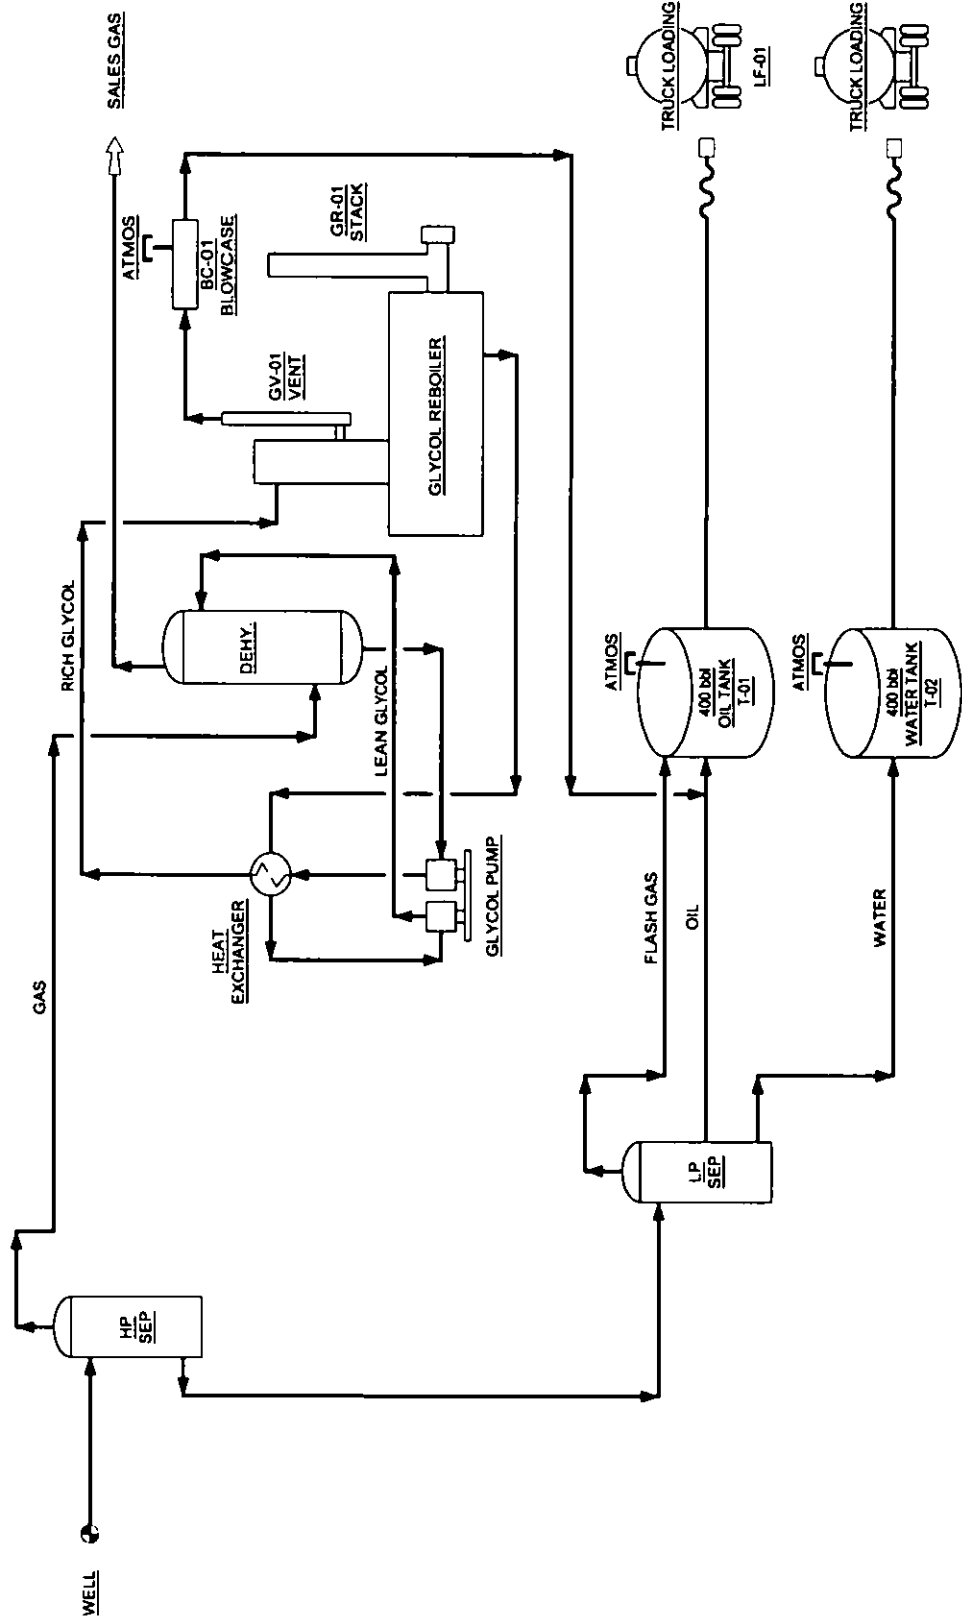 WELL
HP
SEP
GAS
RICH GLYCOL
SALES GAS
ATMOS
BC-01
BLOWCASE
GV-01
VENT
GR-01
STACK
DEHY.
HEAT
EXCHANGER
LEAN GLYCOL
GLYCOL REBOILER
GLYCOL PUMP
LP
SEP
FLASH GAS
OIL
WATER
ATMOS
400 bbl
OIL TANK
T-01
TRUCK LOADING
LF-01
ATMOS
400 bbl
WATER TANK
T-02
TRUCK LOADING